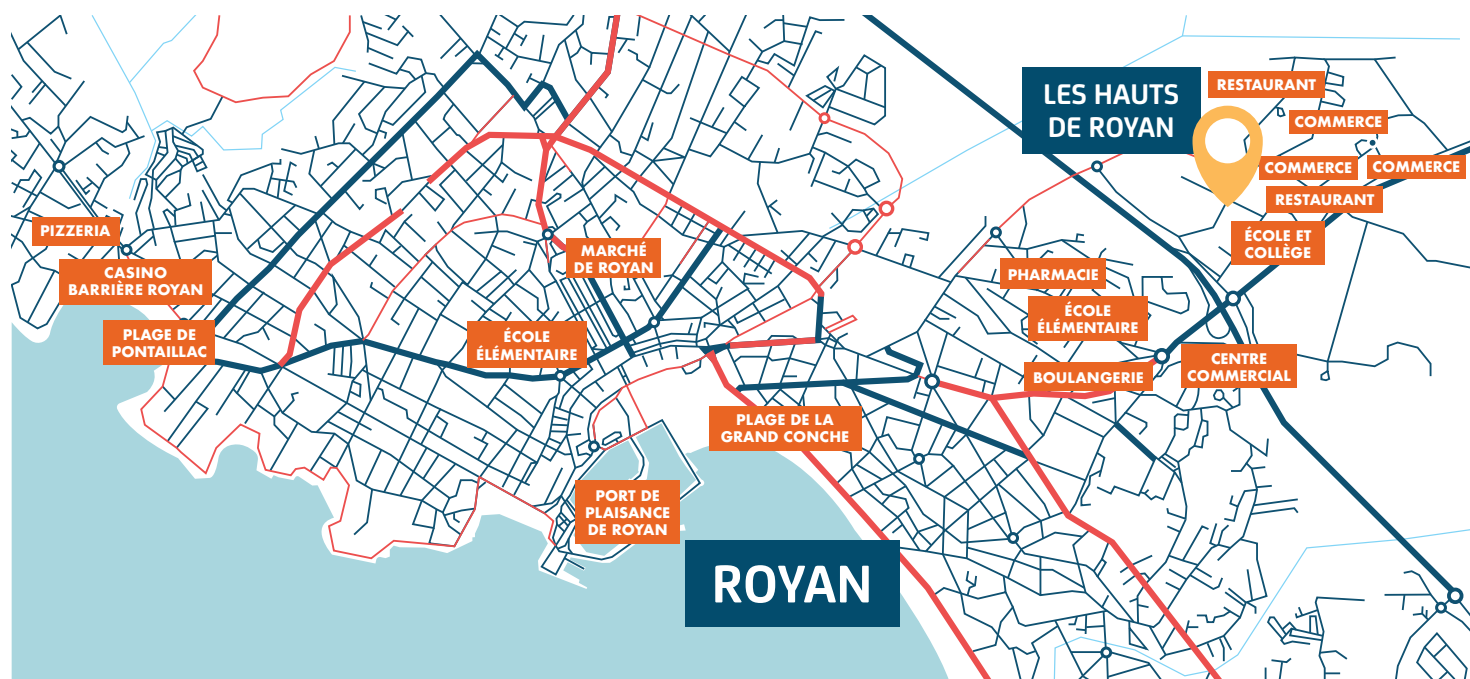 LES HAUTS
DE ROYAN
RESTAURANT
COMMERCE
COMMERCE
COMMERCE
RESTAURANT
ÉCOLE ET
COLLÈGE
PIZZERIA
CASINO
BARRIÈRE ROYAN
PLAGE DE
PONTAILLAC
MARCHÉ
DE ROYAN
ÉCOLE
ÉLÉMENTAIRE
PHARMACIE
ÉCOLE
ÉLÉMENTAIRE
BOULANGERIE
CENTRE
COMMERCIAL
PLAGE DE LA
GRAND CONCHE
PORT DE
PLAISANCE
DE ROYAN
ROYAN